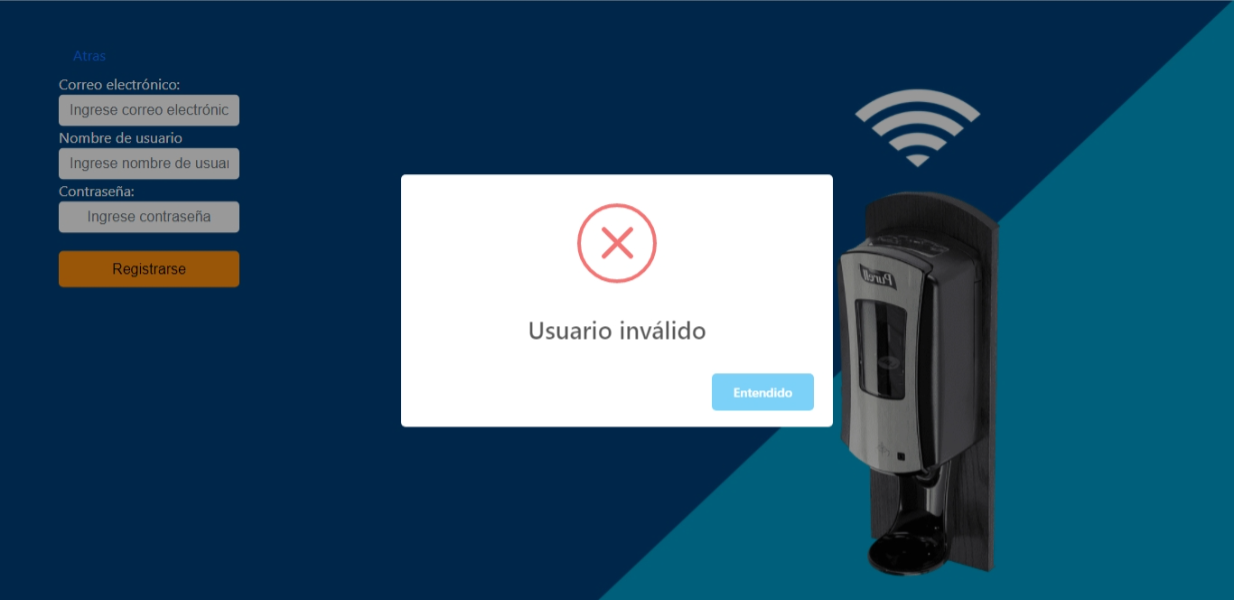 Atras
Correo electrónico:
Ingrese correo electrónic
Nombre de usuario
Ingrese nombre de usuai
Contraseña:
Ingrese contraseña
Registrarse
Usuario inválido
Entendido
Purell